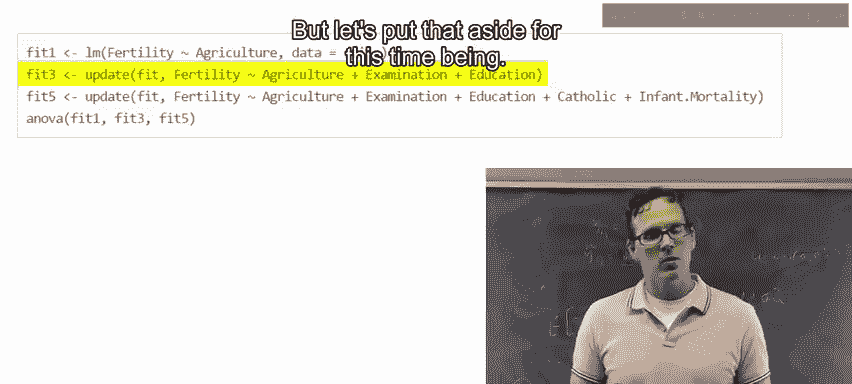 But let's put that aside for
this time being.
fit1 <- lm(Fertility ~ Agriculture, data =
fit3 <- update(fit, Fertility ~ Agriculture + Examination + Education)
fit5 <- update(fit, Fertility ~ Agriculture + Examination + Education + Catholic + Infant.Mortality)
anova(fit1, fit3, fit5)